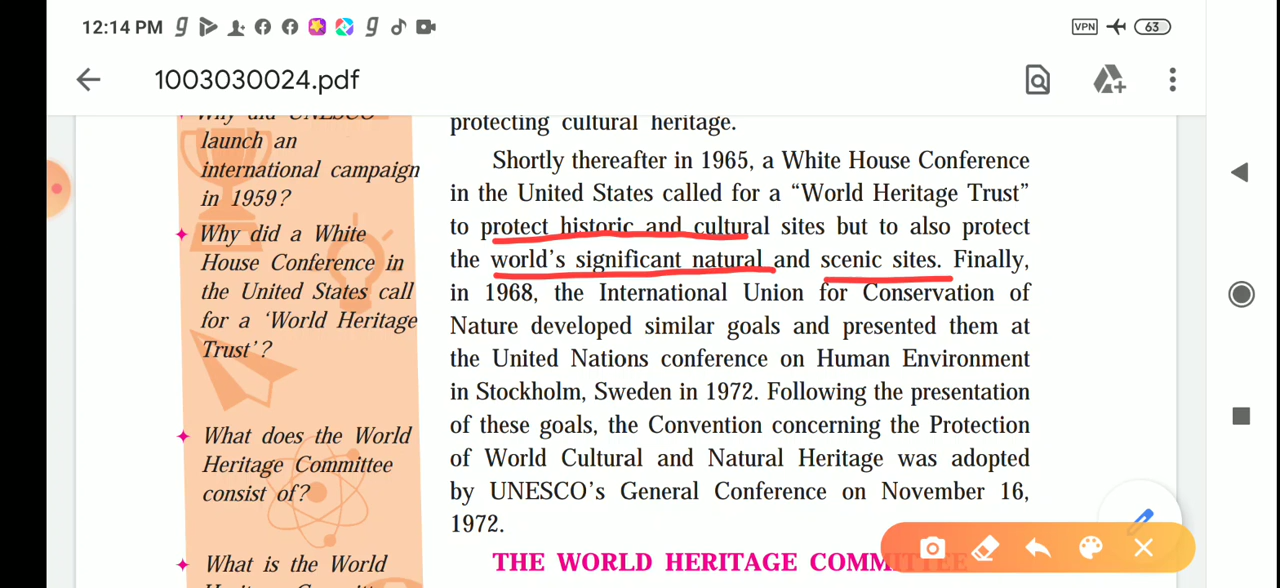 12:14 PM
VPN
63
1003030024.pdf
Why did UNESCO
launch an
international campaign
in 1959?
Why did a White
House Conference in
the United States call
for a ‘World Heritage
Trust’?
What does the World
Heritage Committee
consist of?
What is the World
protecting cultural heritage.
Shortly thereafter in 1965, a White House Conference
in the United States called for a “World Heritage Trust”
to protect historic and cultural sites but to also protect
the world’s significant natural and scenic sites. Finally,
in 1968, the International Union for Conservation of
Nature developed similar goals and presented them at
the United Nations conference on Human Environment
in Stockholm, Sweden in 1972. Following the presentation
of these goals, the Convention concerning the Protection
of World Cultural and Natural Heritage was adopted
by UNESCO’s General Conference on November 16,
1972.
THE WORLD HERITAGE COMMITTEE